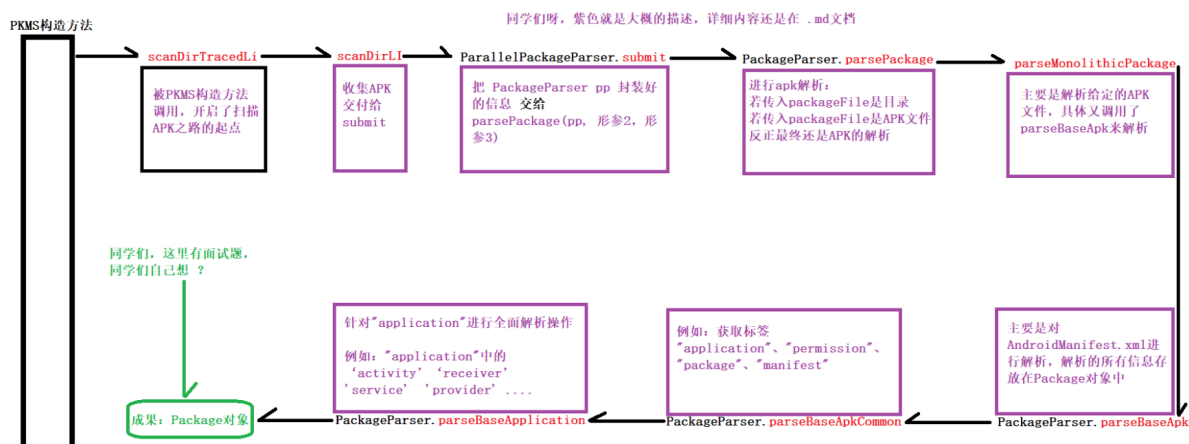 同学们呀，紫色就是大概的描述，详细内容还是在 .md文档
PKMS构造方法
scanDirTracedLi
scanDirLI
ParallelPackageParser.submit
PackageParser.parsePackage
parseMonolithicPackage
被PKMS构造方法
调用，开启了扫描
APK之路的起点
收集APK
交付给
submit
把 PackageParser pp 封装好
的信息 交给
parsePackage(pp, 形参2, 形
参3)
进行apk解析：
若传入packageFile是目录
若传入packageFile是APK文件
反正最终还是APK的解析
主要是解析给定的APK
文件，具体又调用了
parseBaseApk来解析
同学们，这里有面试题，
同学们自己想 ？
针对"application"进行全面解析操作
例如："application"中的
‘activity’ ‘receiver’
'service' 'provider'....
例如：获取标签
"application"、"permission"、
"package"、"manifest"
主要是对
AndroidManifest.xml进
行解析，解析的所有信息存
放在Package对象中
成果：Package对象
PackageParser.parseBaseApplication
PackageParser.parseBaseApkCommon
PackageParser.parseBaseApk